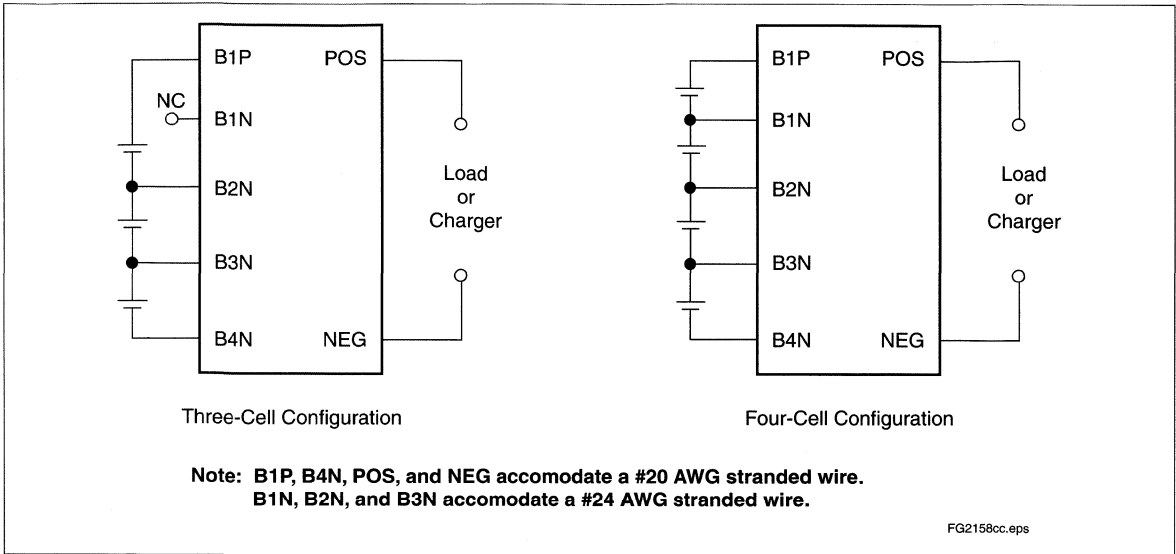 B1P POS
NC
B1N
B2N
B3N
B4N NEG
Load
or
Charger
Three-Cell Configuration
B1P POS
B1N
B2N
B3N
B4N NEG
Load
or
Charger
Four-Cell Configuration
Note: B1P, B4N, POS, and NEG accomodate a #20 AWG stranded wire.
B1N, B2N, and B3N accomodate a #24 AWG stranded wire.
FG2158cc.eps